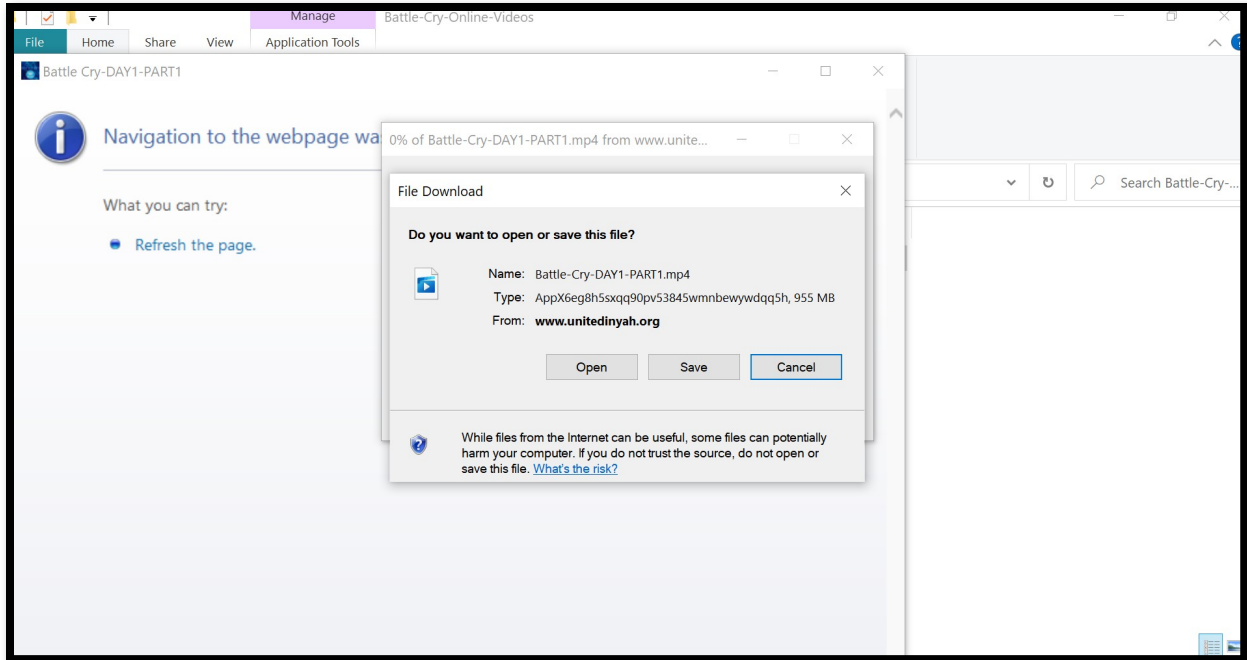 Manage
Battle-Cry-Online-Videos
File Home Share View Application Tools
Battle Cry-DAY1-PART1
Navigation to the webpage wa
What you can try:
Refresh the page.
0% of Battle-Cry-DAY1-PART1.mp4 from www.unite...
File Download
Do you want to open or save this file?
Name: Battle-Cry-DAY1-PART1.mp4
Type: AppX6eg8h5sxqq90pv53845wmnbewywdqq5h, 955 MB
From: www.unitedinyah.org
Open Save Cancel
While files from the Internet can be useful, some files can potentially
harm your computer. If you do not trust the source, do not open or
save this file. What's the risk?
Search Battle-Cry-...